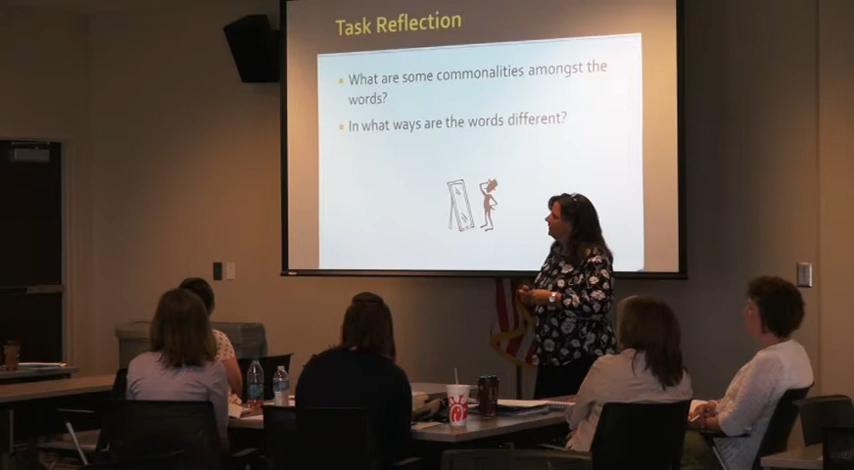 Task Reflection
What are some commonalities amongst the
words?
In what ways are the words different?